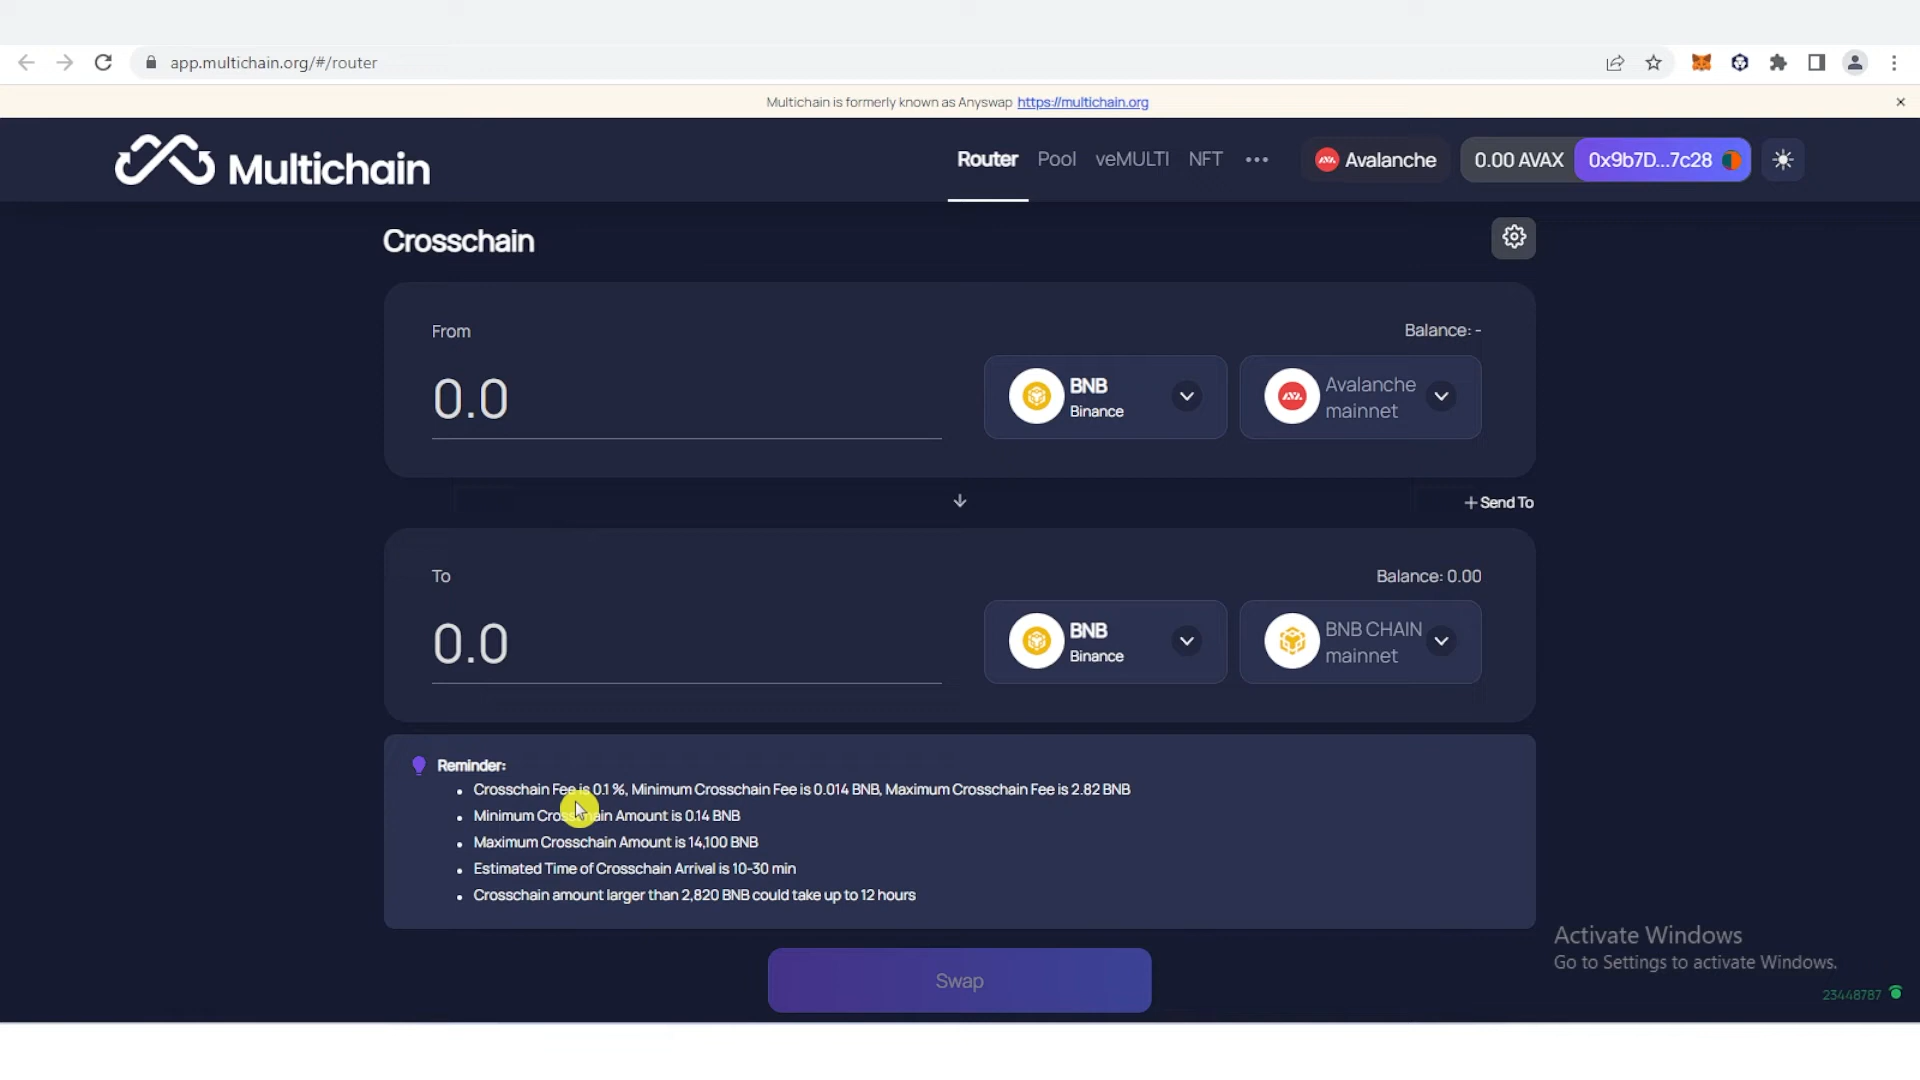 app.multichain.org/#/router
Multichain is formerly known as Anyswap https://multichain.org
Multichain Router Pool veMULTI NFT Avalanche 0.00 AVAX 0x9b7D...7c28
Crosschain
From Balance: -
0.0 BNB Binance Avalanche mainnet
+ Send To
To Balance: 0.00
0.0 BNB Binance BNB CHAIN mainnet
Reminder:
Crosschain Fee is 0.1 %, Minimum Crosschain Fee is 0.014 BNB, Maximum Crosschain Fee is 2.82 BNB
Minimum Crosschain Amount is 0.14 BNB
Maximum Crosschain Amount is 14,100 BNB
Estimated Time of Crosschain Arrival is 10-30 min
Crosschain amount larger than 2,820 BNB could take up to 12 hours
Activate Windows
Go to Settings to activate Windows.
Swap
23448787